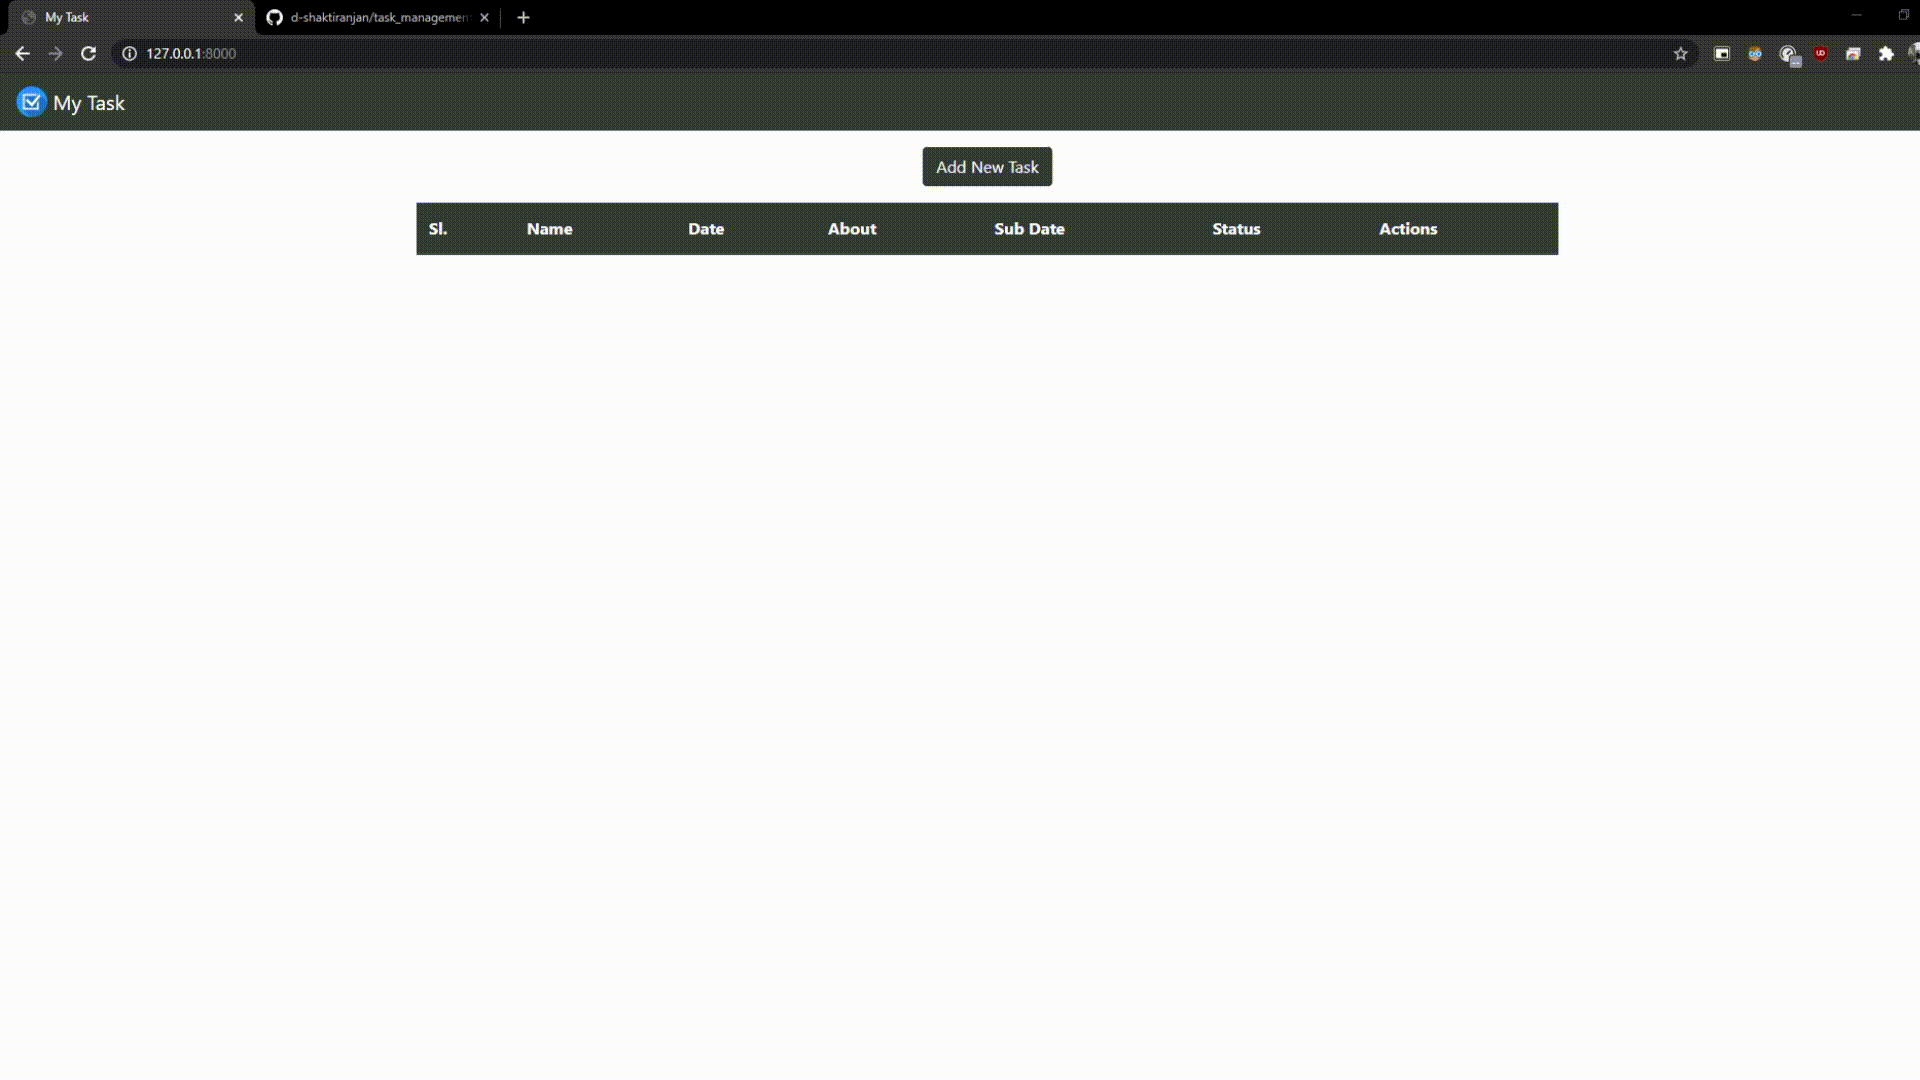 My Task
d-shaktiranjan/task_managemen
127.0.0.1:8000
My Task
Add New Task
Sl. Name Date About Sub Date Status Actions